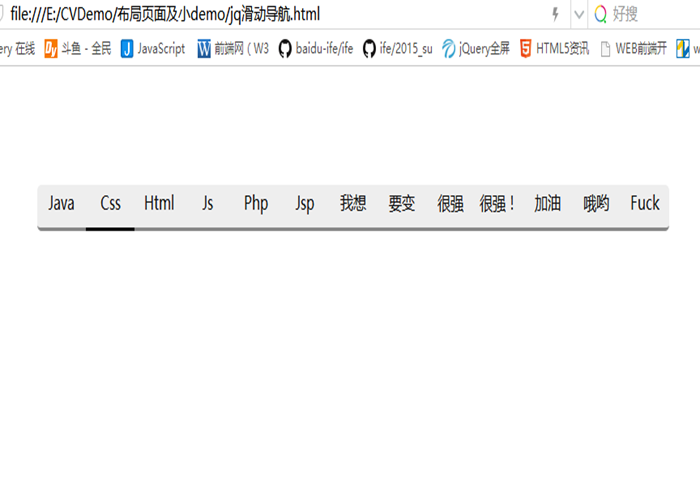 file:///E:/CVDemo/布局页面及小demo/jq滑动导航.html 好搜
ery 在线 斗鱼 - 全民 JavaScript 前端网（W3 baidu-ife/ife ife/2015_su jQuery全屏 HTML5资讯 WEB前端开 w
Java Css Html Js Php Jsp 我想 要变 很强 很强！ 加油 哦哟 Fuck